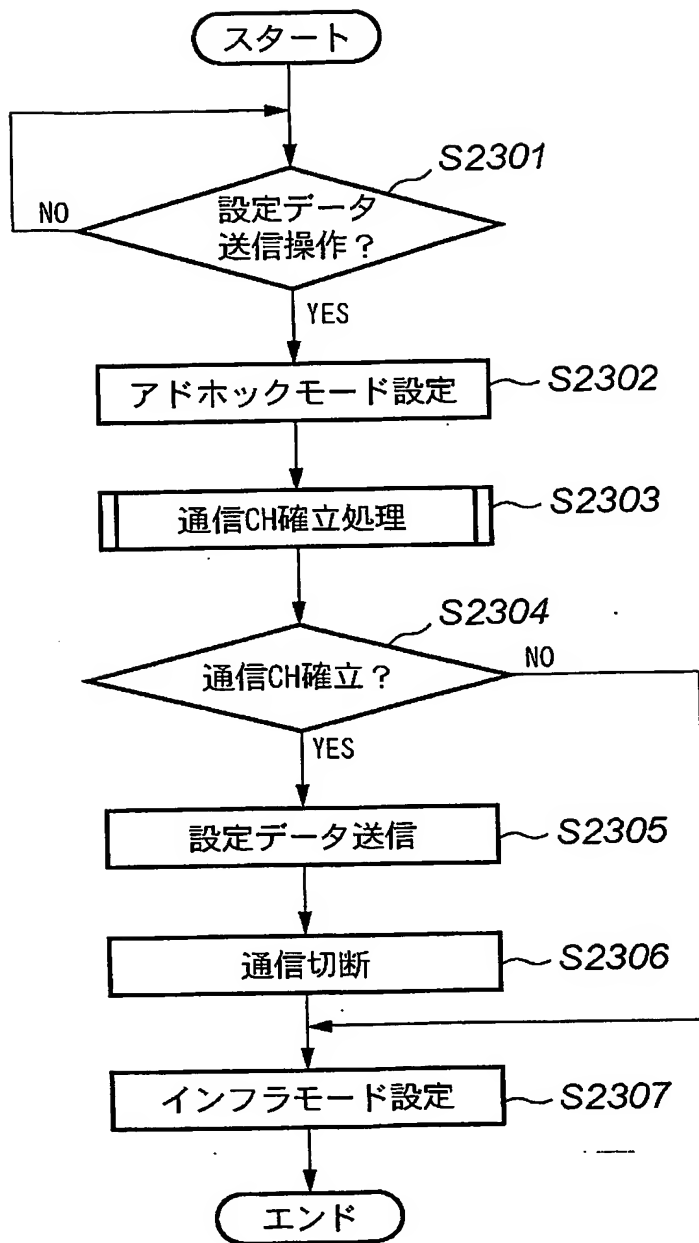 スタート
S2301
NO
設定データ
送信操作？
YES
アドホックモード設定
S2302
通信CH確立処理
S2303
S2304
NO
通信CH確立？
YES
設定データ送信
S2305
通信切断
S2306
インフラモード設定
S2307
エンド